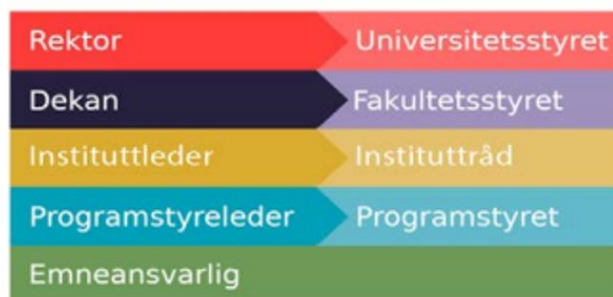 Rektor Universitetsstyret
Dekan Fakultetsstyret
Instituttleder Instituttråd
Programstyreleder Programstyret
Emneansvarlig